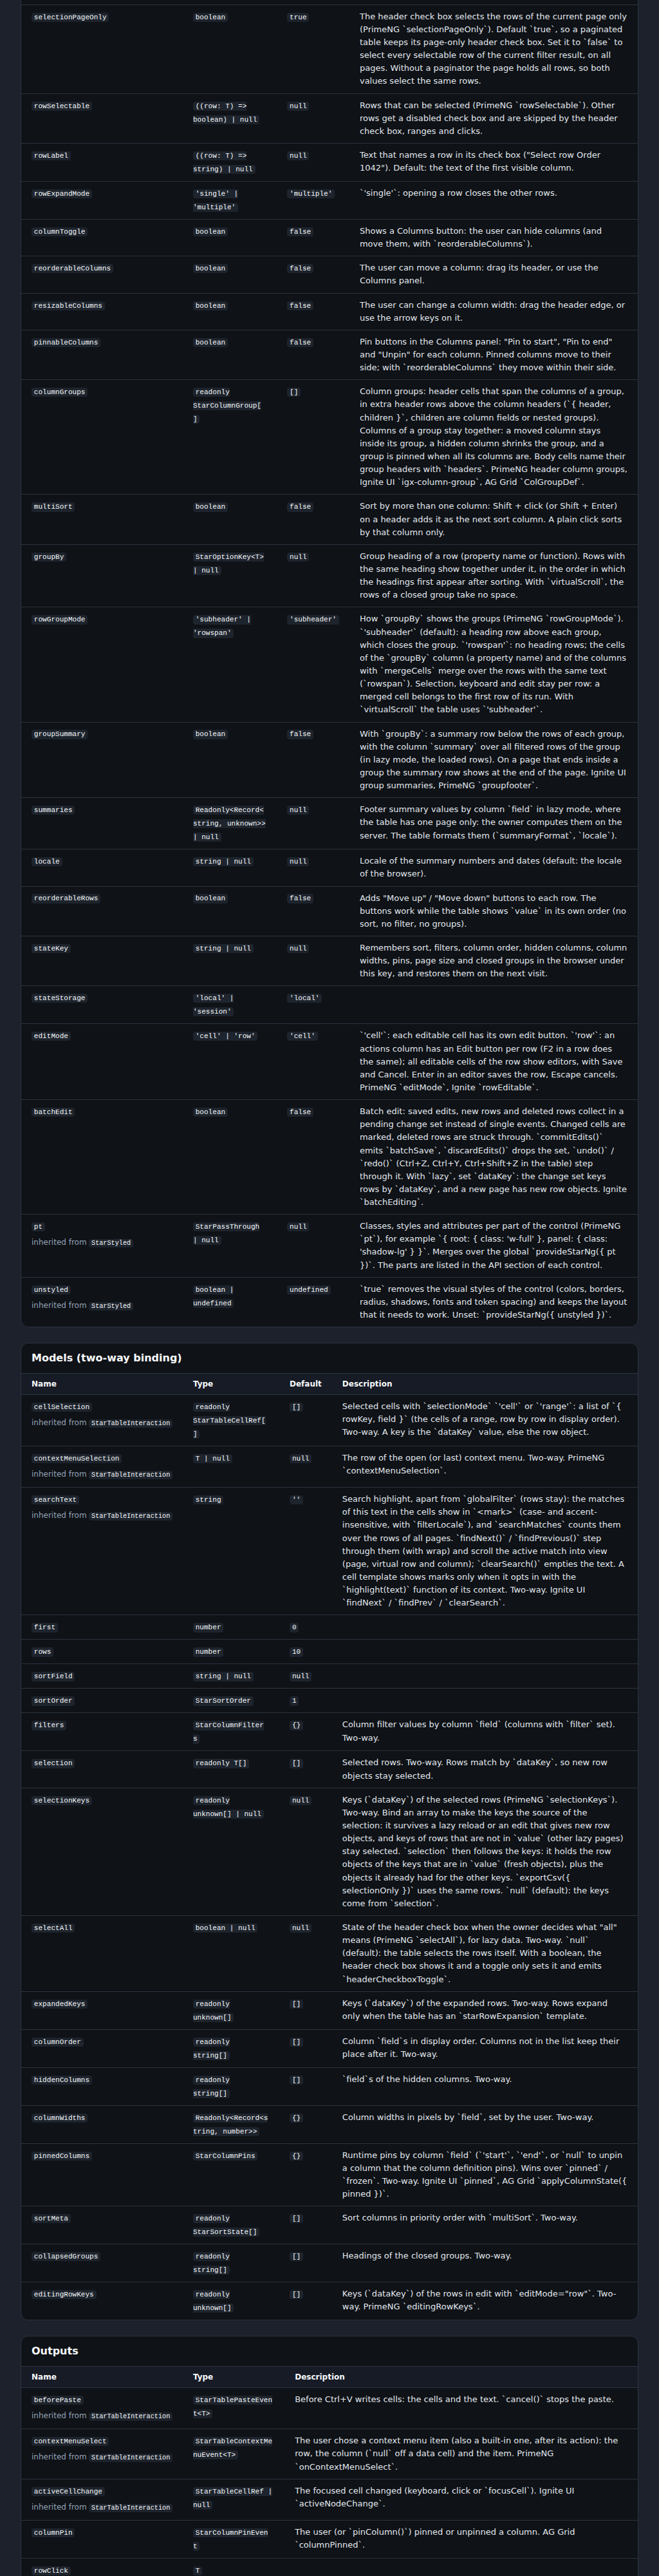 selectionPageOnly boolean true The header check box selects the rows of the current page only
(PrimeNG `selectionPageOnly`). Default `true`, so a paginated
table keeps its page-only header check box. Set it to `false` to
select every selectable row of the current filter result, on all
pages. Without a paginator the page holds all rows, so both
values select the same rows.
rowSelectable ((row: T) => null Rows that can be selected (PrimeNG `rowSelectable`). Other
boolean) | null rows get a disabled check box and are skipped by the header
check box, ranges and clicks.
rowLabel ((row: T) => null Text that names a row in its check box ("Select row Order
string) | null 1042"). Default: the text of the first visible column.
rowExpandMode 'single' | 'multiple' `'single'`: opening a row closes the other rows.
'multiple'
columnToggle boolean false Shows a Columns button: the user can hide columns (and
move them, with `reorderableColumns`).
reorderableColumns boolean false The user can move a column: drag its header, or use the
Columns panel.
resizableColumns boolean false The user can change a column width: drag the header edge, or
use the arrow keys on it.
pinnableColumns boolean false Pin buttons in the Columns panel: "Pin to start", "Pin to end"
and "Unpin" for each column. Pinned columns move to their
side; with `reorderableColumns` they move within their side.
columnGroups readonly [] Column groups: header cells that span the columns of a group,
StarColumnGroup[ in extra header rows above the column headers (`{ header,
] children }`, children are column fields or nested groups).
Columns of a group stay together: a moved column stays
inside its group, a hidden column shrinks the group, and a
group is pinned when all its columns are. Body cells name their
group headers with `headers`. PrimeNG header column groups,
Ignite UI `igx-column-group`, AG Grid `ColGroupDef`.
multiSort boolean false Sort by more than one column: Shift + click (or Shift + Enter)
on a header adds it as the next sort column. A plain click sorts
by that column only.
groupBy StarOptionKey<T> null Group heading of a row (property name or function). Rows with
| null the same heading show together under it, in the order in which
the headings first appear after sorting. With `virtualScroll`, the
rows of a closed group take no space.
rowGroupMode 'subheader' | 'subheader' How `groupBy` shows the groups (PrimeNG `rowGroupMode`).
'rowspan' `'subheader'` (default): a heading row above each group,
which closes the group. `'rowspan'`: no heading rows; the cells
of the `groupBy` column (a property name) and of the columns
with `mergeCells` merge over the rows with the same text
(`rowspan`). Selection, keyboard and edit stay per row: a
merged cell belongs to the first row of its run. With
`virtualScroll` the table uses `'subheader'`.
groupSummary boolean false With `groupBy`: a summary row below the rows of each group,
with the column `summary` over all filtered rows of the group
(in lazy mode, the loaded rows). On a page that ends inside a
group the summary row shows at the end of the page. Ignite UI
group summaries, PrimeNG `groupfooter`.
summaries Readonly<Record< null Footer summary values by column `field` in lazy mode, where
string, unknown>> the table has one page only: the owner computes them on the
| null server. The table formats them (`summaryFormat`, `locale`).
locale string | null null Locale of the summary numbers and dates (default: the locale
of the browser).
reorderableRows boolean false Adds "Move up" / "Move down" buttons to each row. The
buttons work while the table shows `value` in its own order (no
sort, no filter, no groups).
stateKey string | null null Remembers sort, filters, column order, hidden columns, column
widths, pins, page size and closed groups in the browser under
this key, and restores them on the next visit.
stateStorage 'local' | 'local'
'session'
editMode 'cell' | 'row' 'cell' `'cell'`: each editable cell has its own edit button. `'row'`: an
actions column has an Edit button per row (F2 in a row does
the same); all editable cells of the row show editors, with Save
and Cancel. Enter in an editor saves the row, Escape cancels.
PrimeNG `editMode`, Ignite `rowEditable`.
batchEdit boolean false Batch edit: saved edits, new rows and deleted rows collect in a
pending change set instead of single events. Changed cells are
marked, deleted rows are struck through. `commitEdits()`
emits `batchSave`, `discardEdits()` drops the set, `undo()` /
`redo()` (Ctrl+Z, Ctrl+Y, Ctrl+Shift+Z in the table) step
through it. With `lazy`, set `dataKey`: the change set keys
rows by `dataKey`, and a new page has new row objects. Ignite
`batchEditing`.
pt StarPassThrough null Classes, styles and attributes per part of the control (PrimeNG
inherited from StarStyled | null `pt`), for example `{ root: { class: 'w-full' }, panel: { class:
'shadow-lg' } }`. Merges over the global `provideStarNg({ pt
})`. The parts are listed in the API section of each control.
unstyled boolean | undefined `true` removes the visual styles of the control (colors, borders,
inherited from StarStyled undefined radius, shadows, fonts and token spacing) and keeps the layout
that it needs to work. Unset: `provideStarNg({ unstyled })`.
Models (two-way binding)
Name Type Default Description
cellSelection readonly [] Selected cells with `selectionMode` `'cell'` or `'range'`: a list of `{
inherited from StarTableInteraction StarTableCellRef[ rowKey, field }` (the cells of a range, row by row in display order).
] Two-way. A key is the `dataKey` value, else the row object.
contextMenuSelection T | null null The row of the open (or last) context menu. Two-way. PrimeNG
inherited from StarTableInteraction `contextMenuSelection`.
searchText string '' Search highlight, apart from `globalFilter` (rows stay): the matches
inherited from StarTableInteraction of this text in the cells show in `<mark>` (case- and accent-
insensitive, with `filterLocale`), and `searchMatches` counts them
over the rows of all pages. `findNext()` / `findPrevious()` step
through them (with wrap) and scroll the active match into view
(page, virtual row and column); `clearSearch()` empties the text. A
cell template shows marks only when it opts in with the
`highlight(text)` function of its context. Two-way. Ignite UI
`findNext` / `findPrev` / `clearSearch`.
first number 0
rows number 10
sortField string | null null
sortOrder StarSortOrder 1
filters StarColumnFilter {} Column filter values by column `field` (columns with `filter` set).
s Two-way.
selection readonly T[] [] Selected rows. Two-way. Rows match by `dataKey`, so new row
objects stay selected.
selectionKeys readonly null Keys (`dataKey`) of the selected rows (PrimeNG `selectionKeys`).
unknown[] | null Two-way. Bind an array to make the keys the source of the
selection: it survives a lazy reload or an edit that gives new row
objects, and keys of rows that are not in `value` (other lazy pages)
stay selected. `selection` then follows the keys: it holds the row
objects of the keys that are in `value` (fresh objects), plus the
objects it already had for the other keys. `exportCsv({
selectionOnly })` uses the same rows. `null` (default): the keys
come from `selection`.
selectAll boolean | null null State of the header check box when the owner decides what "all"
means (PrimeNG `selectAll`), for lazy data. Two-way. `null`
(default): the table selects the rows itself. With a boolean, the
header check box shows it and a toggle only sets it and emits
`headerCheckboxToggle`.
expandedKeys readonly [] Keys (`dataKey`) of the expanded rows. Two-way. Rows expand
unknown[] only when the table has an `starRowExpansion` template.
columnOrder readonly [] Column `field`s in display order. Columns not in the list keep their
string[] place after it. Two-way.
hiddenColumns readonly [] `field`s of the hidden columns. Two-way.
string[]
columnWidths Readonly<Record<s {} Column widths in pixels by `field`, set by the user. Two-way.
tring, number>>
pinnedColumns StarColumnPins {} Runtime pins by column `field` (`'start'`, `'end'`, or `null` to unpin
a column that the column definition pins). Wins over `pinned` /
`frozen`. Two-way. Ignite UI `pinned`, AG Grid `applyColumnState({
pinned })`.
sortMeta readonly [] Sort columns in priority order with `multiSort`. Two-way.
StarSortState[]
collapsedGroups readonly [] Headings of the closed groups. Two-way.
string[]
editingRowKeys readonly [] Keys (`dataKey`) of the rows in edit with `editMode="row"`. Two-
unknown[] way. PrimeNG `editingRowKeys`.
Outputs
Name Type Description
beforePaste StarTablePasteEven Before Ctrl+V writes cells: the cells and the text. `cancel()` stops the paste.
inherited from StarTableInteraction t<T>
contextMenuSelect StarTableContextMe The user chose a context menu item (also a built-in one, after its action): the
inherited from StarTableInteraction nuEvent<T> row, the column (`null` off a data cell) and the item. PrimeNG
`onContextMenuSelect`.
activeCellChange StarTableCellRef | The focused cell changed (keyboard, click or `focusCell`). Ignite UI
inherited from StarTableInteraction null `activeNodeChange`.
columnPin StarColumnPinEven The user (or `pinColumn()`) pinned or unpinned a column. AG Grid
t `columnPinned`.
rowClick T